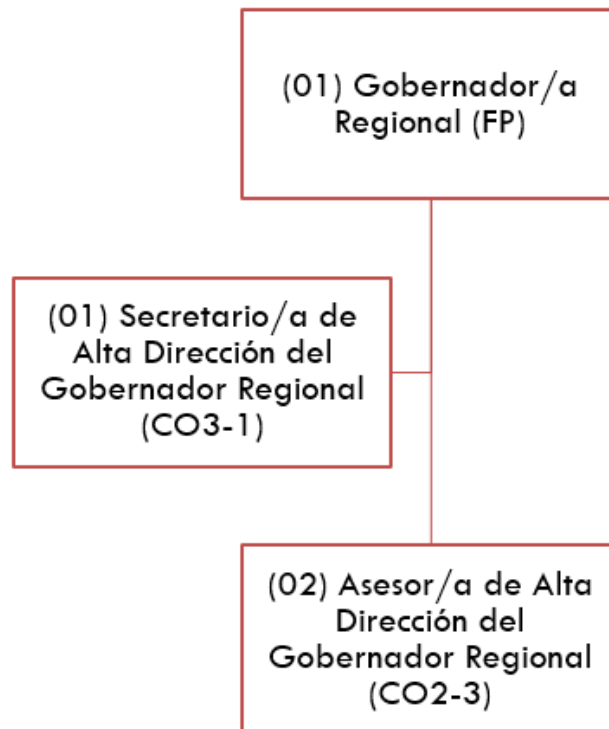 (01) Gobernador/a
Regional (FP)
(01) Secretario/a de
Alta Dirección del
Gobernador Regional
(CO3-1)
(02) Asesor/a de Alta
Dirección del
Gobernador Regional
(CO2-3)